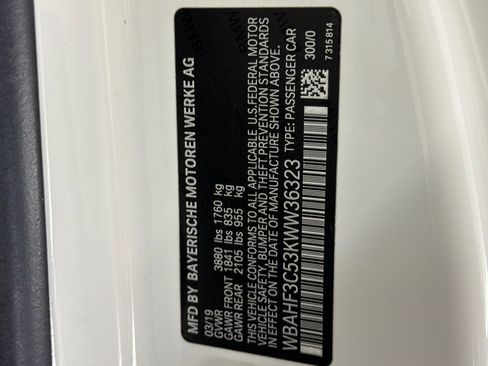 MFD BY BAYERISCHE MOTOREN WERKE AG
03/19
GVWR 3880 lbs 1760 kg
GAWR FRONT 1841 lbs 835 kg
GAWR REAR 2105 lbs 955 kg
THIS VEHICLE CONFORMS TO ALL APPLICABLE U.S.FEDERAL MOTOR
VEHICLE SAFETY, BUMPER AND THEFT PREVENTION STANDARDS
IN EFFECT ON THE DATE OF MANUFACTURE SHOWN ABOVE.
WBAHF3C53KWW36323 TYPE: PASSENGER CAR
300/0
7315814